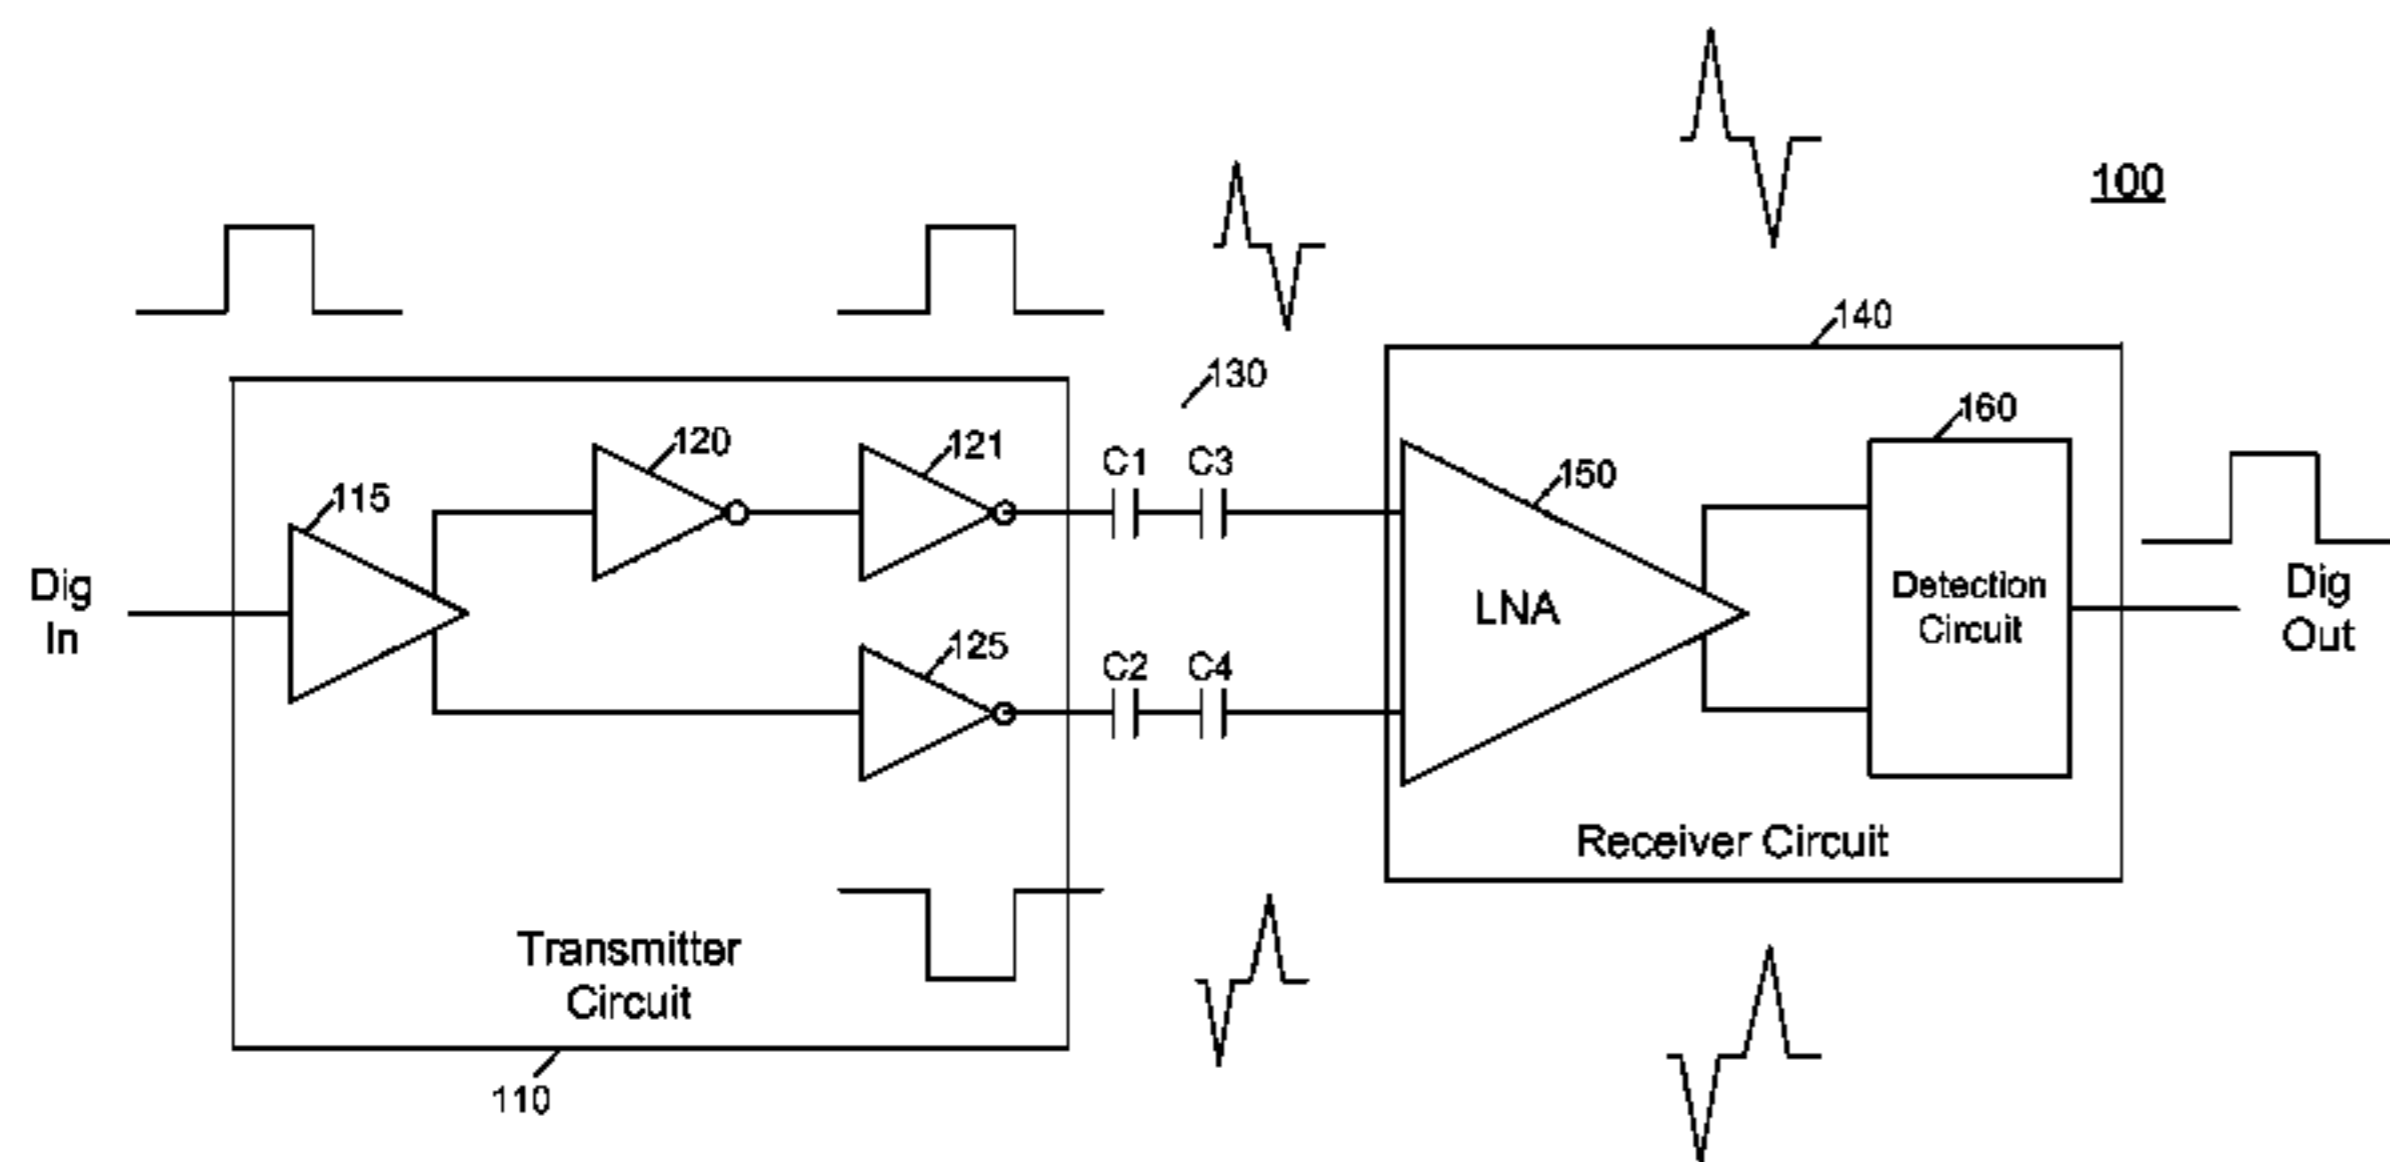 100
140
130
160
120
121
C1
C3
150
115
Dig
In
LNA
Detection
Circuit
Dig
Out
125
C2
C4
Receiver Circuit
Transmitter
Circuit
110